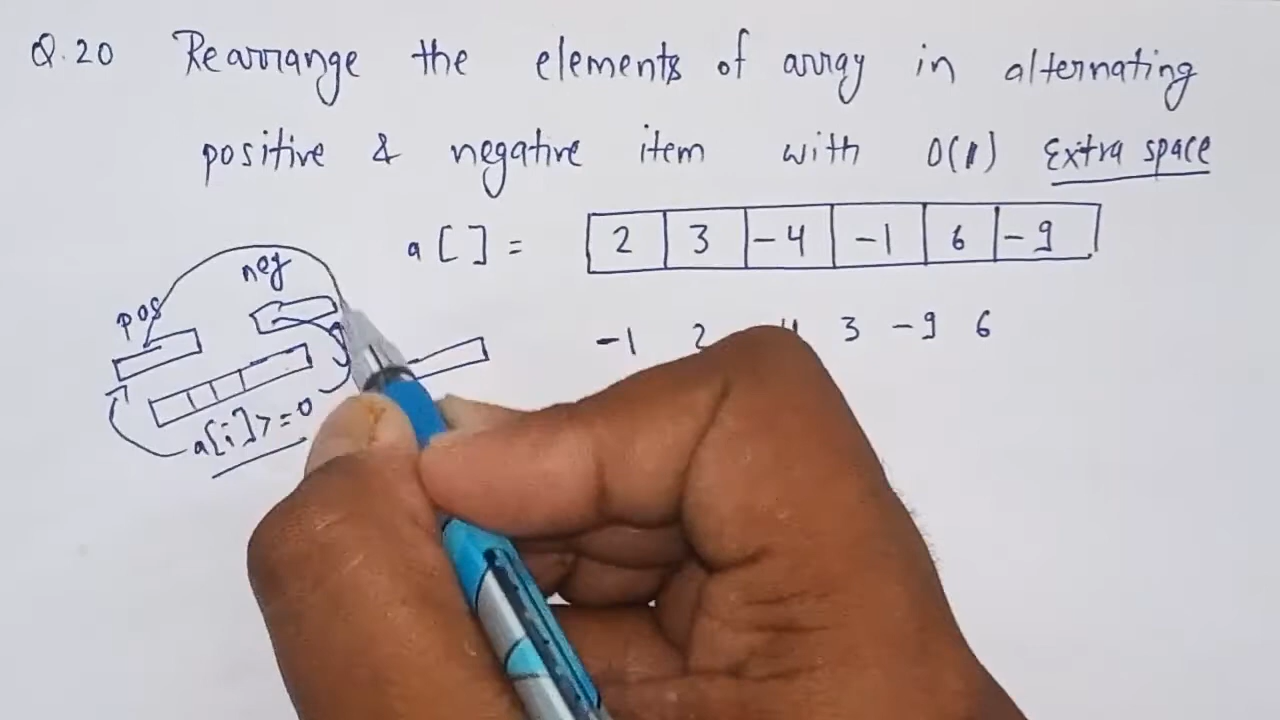 Q.20 Rearrange the elements of array in alternating
positive & negative item with O(1) Extra space
a[] = 2 3 -4 -1 6 -9
neg
pos
-1 2 3 -9 6
a[i]>=0